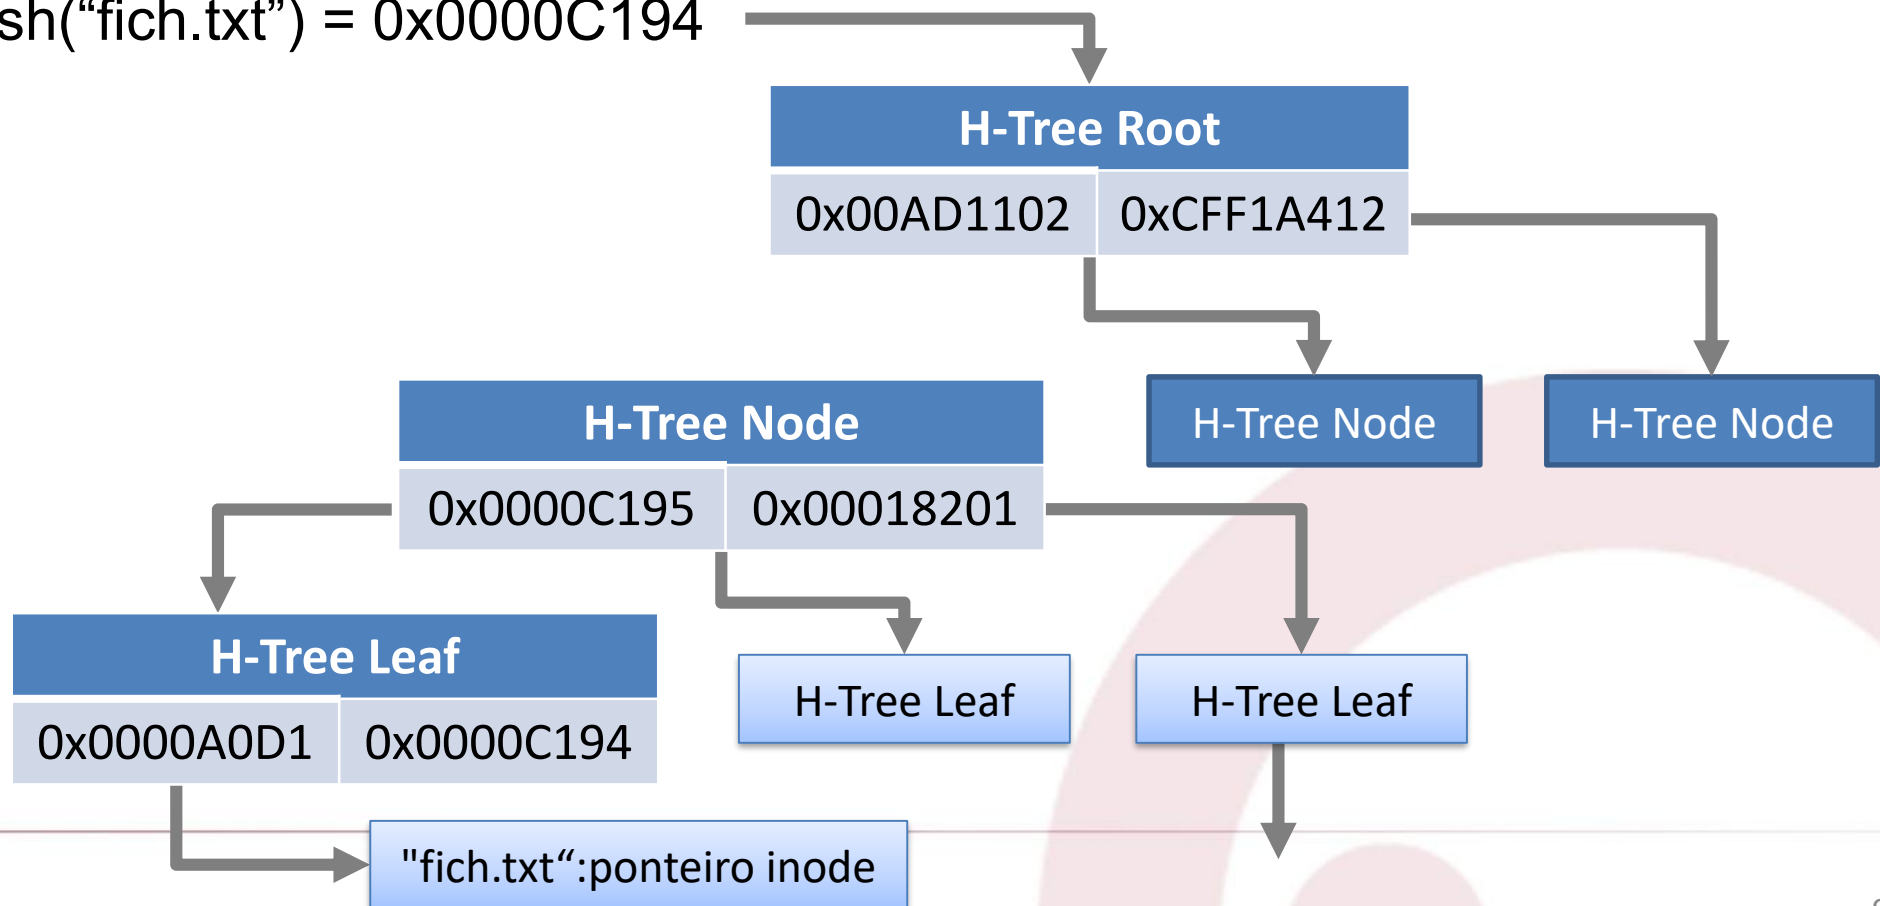 sh(“fich.txt”) = 0x0000C194
H-Tree Root
0x00AD1102 0xCFF1A412
H-Tree Node
H-Tree Node
H-Tree Node
0x0000C195 0x00018201
H-Tree Leaf
0x0000A0D1 0x0000C194
H-Tree Leaf
H-Tree Leaf
"fich.txt“:ponteiro inode